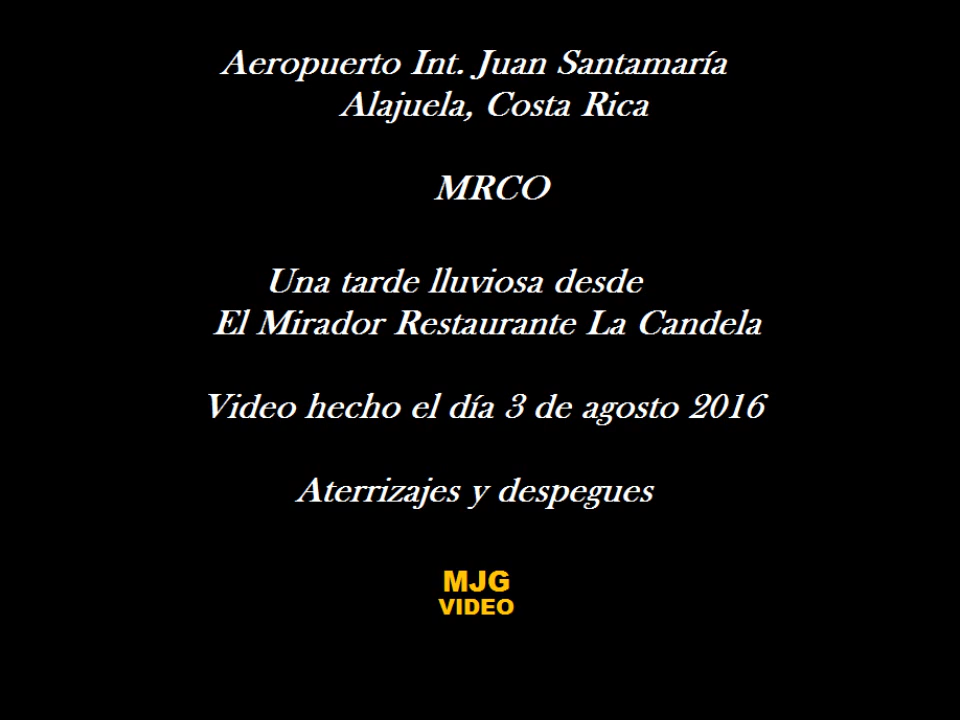 Aeropuerto Int. Juan Santamaría
Alajuela, Costa Rica
MRCO
Una tarde lluviosa desde
El Mirador Restaurante La Candela
Video hecho el día 3 de agosto 2016
Aterrizajes y despegues
MJG
VIDEO